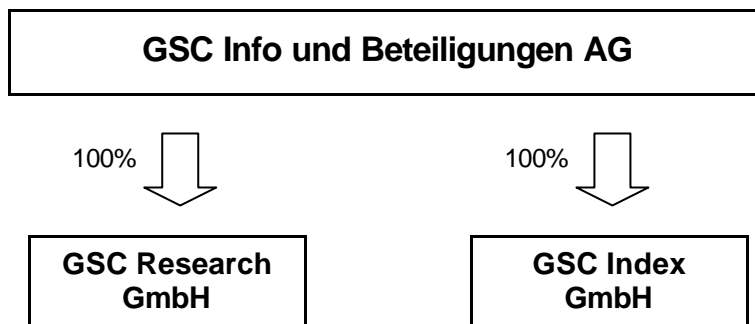 GSC Info und Beteiligungen AG
100%
100%
GSC Research
GmbH
GSC Index
GmbH